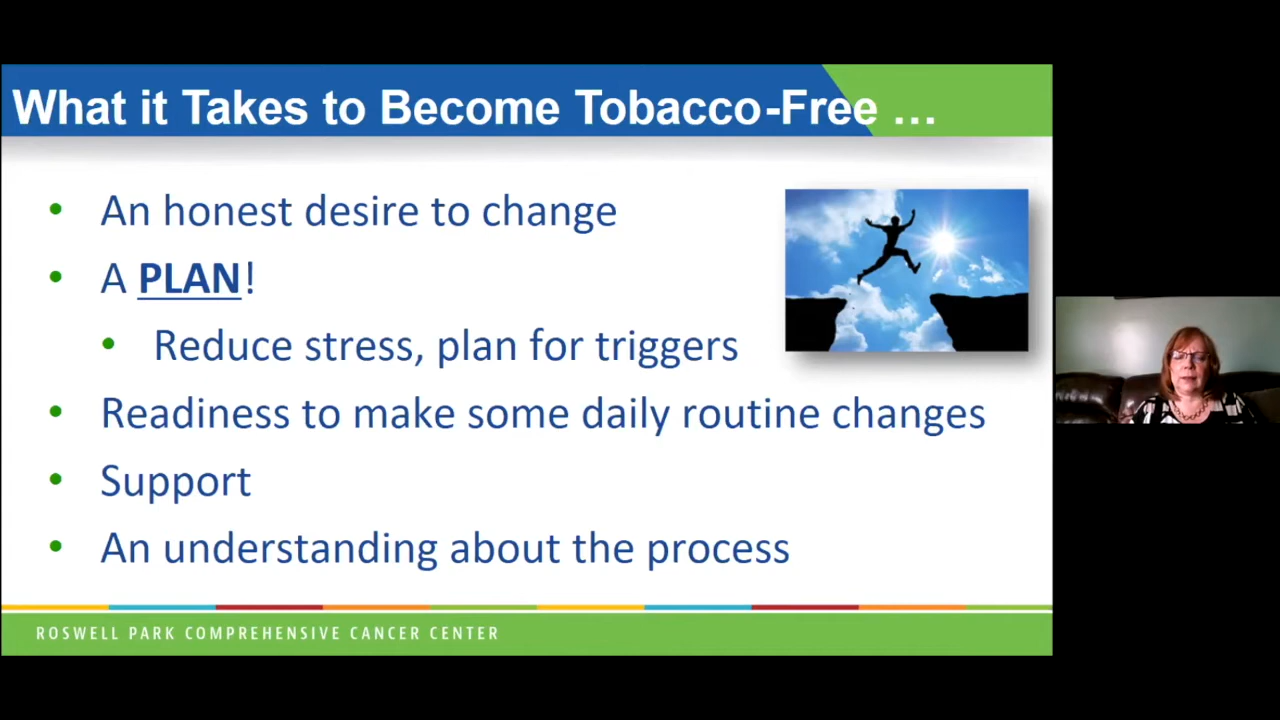 What it Takes to Become Tobacco-Free …
• An honest desire to change
• A PLAN!
• Reduce stress, plan for triggers
• Readiness to make some daily routine changes
• Support
• An understanding about the process
ROSWELL PARK COMPREHENSIVE CANCER CENTER